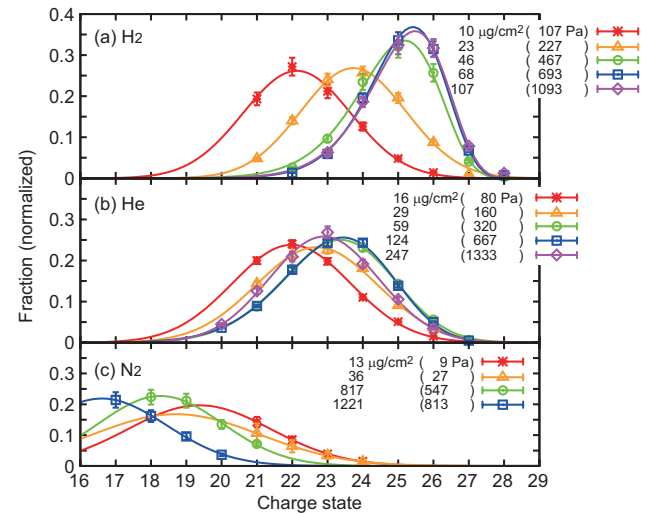 (a) H2
10 μg/cm² ( 107 Pa)
23 ( 227 )
46 ( 467 )
68 ( 693 )
107 (1093 )
0.4
0.3
0.2
0.1
0
(b) He
16 μg/cm² ( 80 Pa)
29 ( 160 )
59 ( 320 )
124 ( 667 )
247 (1333 )
0.3
0.2
0.1
0
(c) N2
13 μg/cm² ( 9 Pa)
36 ( 27 )
817 (547 )
1221 (813 )
0.3
0.2
0.1
0
Fraction (normalized)
16 17 18 19 20 21 22 23 24 25 26 27 28 29
Charge state